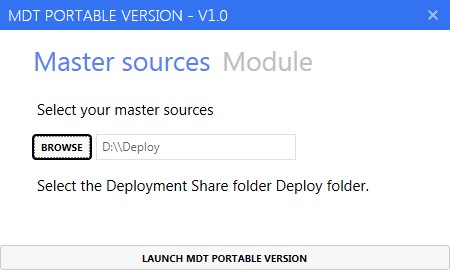 MDT PORTABLE VERSION - V1.0
Master sources Module
Select your master sources
BROWSE D:\\Deploy
Select the Deployment Share folder Deploy folder.
LAUNCH MDT PORTABLE VERSION